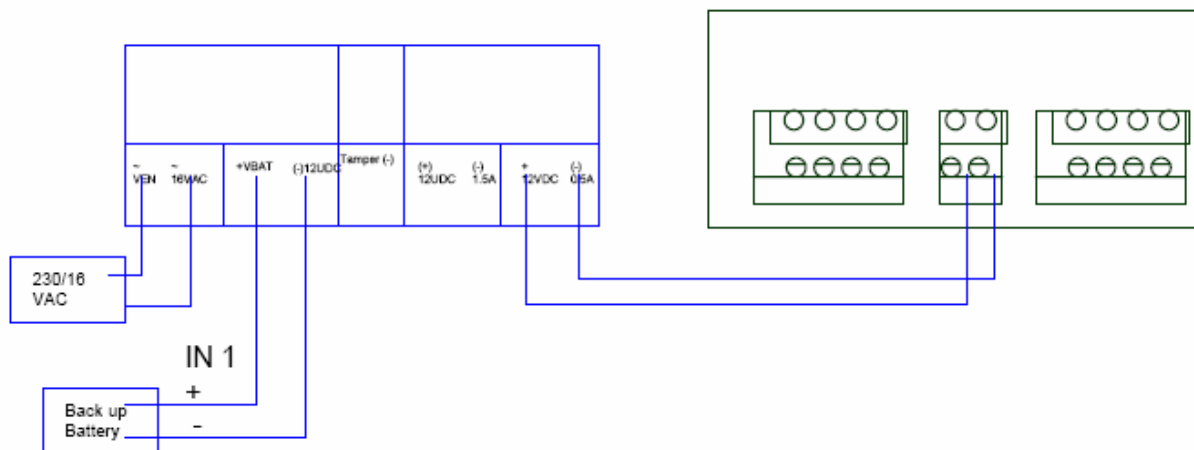 ~ ~ +VBAT (-)12UDC Tamper (-) (+) (-) + (-)
VEN 16VAC 12UDC 1.5A 12VDC 0.5A
230/16
VAC
IN 1
+
Back up
Battery -